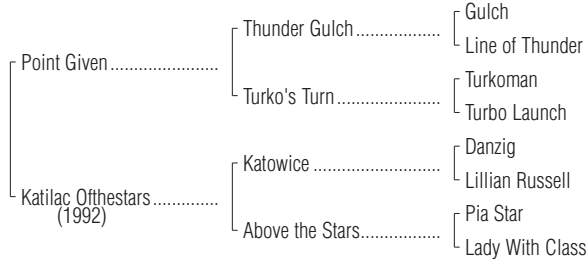 Gulch
Thunder Gulch
Line of Thunder
Point Given
Turkoman
Turko's Turn
Turbo Launch
Danzig
Katowice
Lillian Russell
Katilac Ofthestars
(1992)
Pia Star
Above the Stars
Lady With Class